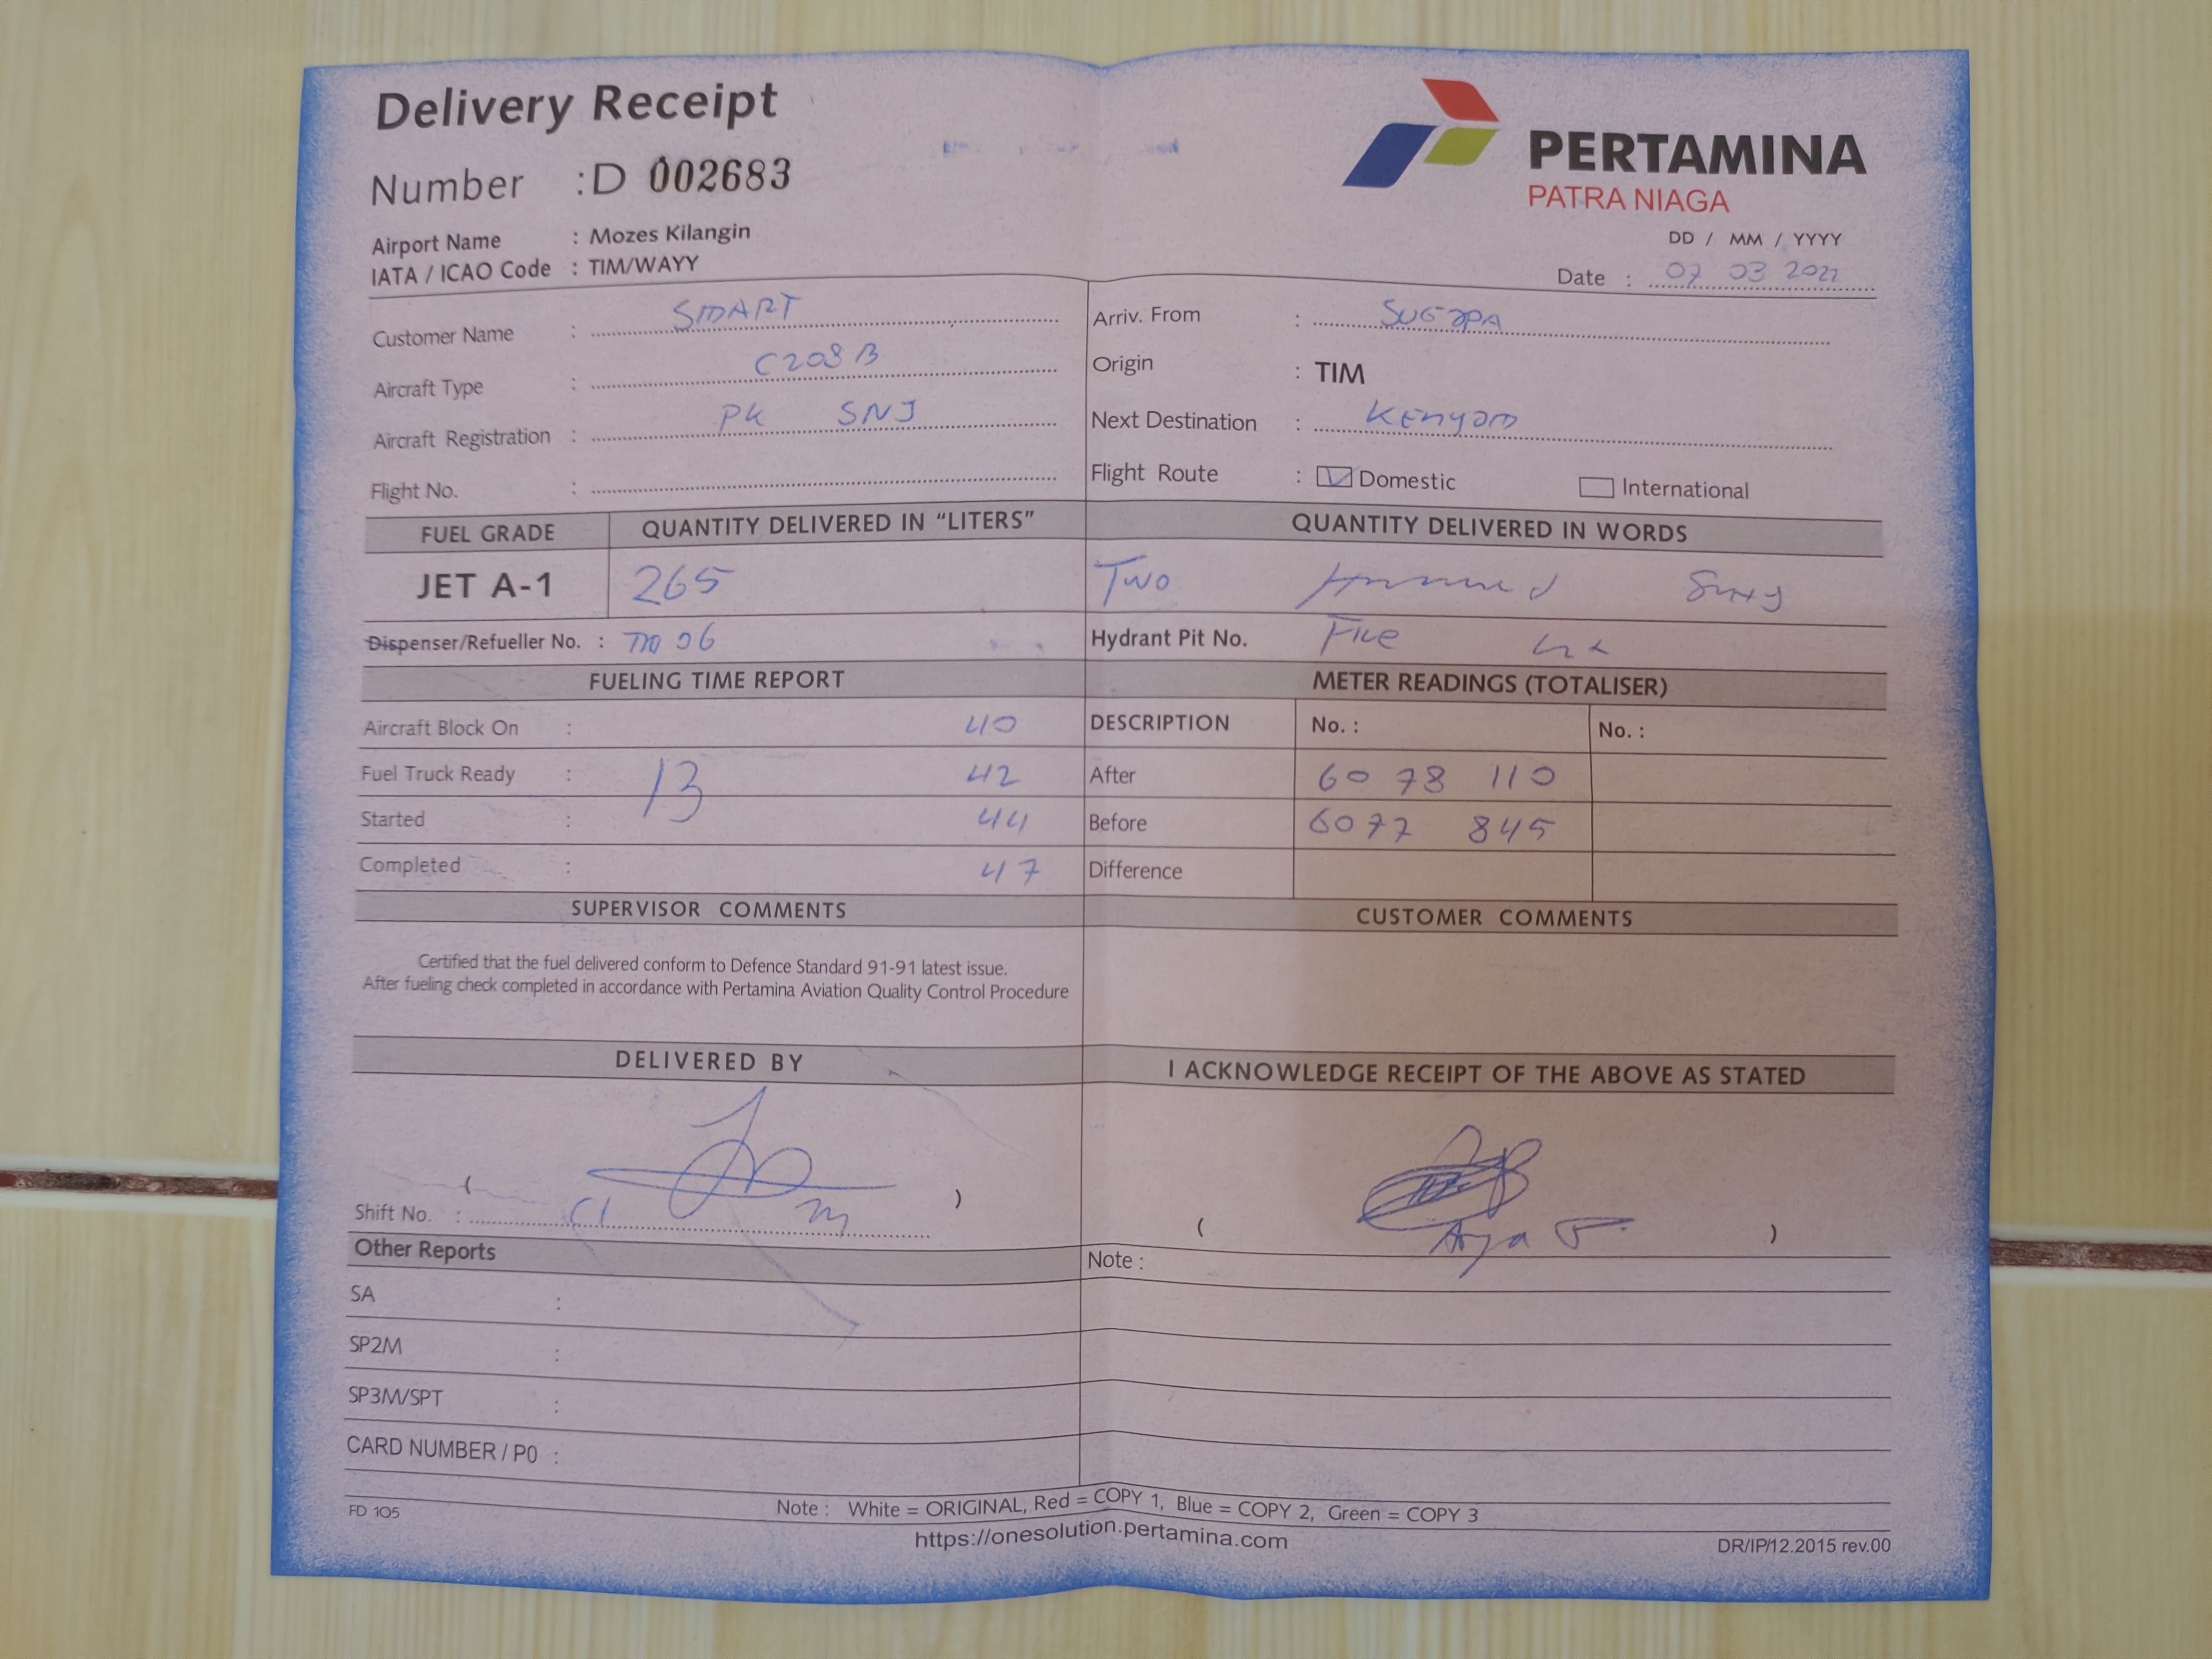 Delivery Receipt
Number : D 002683
PERTAMINA
PATRA NIAGA
Airport Name : Mozes Kilangin
IATA / ICAO Code : TIM/WAYY
DD / MM / YYYY
Date : 07 03 2022
Customer Name : SMART
Arriv. From : SUGAPA
Aircraft Type : C208B
Origin : TIM
Aircraft Registration : PK SNJ
Next Destination : KENYAM
Flight No. :
Flight Route : Domestic International
FUEL GRADE QUANTITY DELIVERED IN “LITERS” QUANTITY DELIVERED IN WORDS
JET A-1 265 Two Hundred Sixty
Dispenser/Refueller No. : 06 Hydrant Pit No. Five
FUELING TIME REPORT METER READINGS (TOTALISER)
Aircraft Block On : 40 DESCRIPTION No. : No. :
Fuel Truck Ready : 13 42 After 6078 110
Started : 44 Before 6077 845
Completed : 47 Difference
SUPERVISOR COMMENTS CUSTOMER COMMENTS
Certified that the fuel delivered conform to Defence Standard 91-91 latest issue.
After fueling check completed in accordance with Pertamina Aviation Quality Control Procedure
DELIVERED BY I ACKNOWLEDGE RECEIPT OF THE ABOVE AS STATED
( )
Shift No. :
( Arya )
Other Reports Note :
SA :
SP2M :
SP3M/SPT :
CARD NUMBER / PO :
FD 105
Note : White = ORIGINAL, Red = COPY 1, Blue = COPY 2, Green = COPY 3
https://onesolution.pertamina.com
DR/IP/12.2015 rev.00